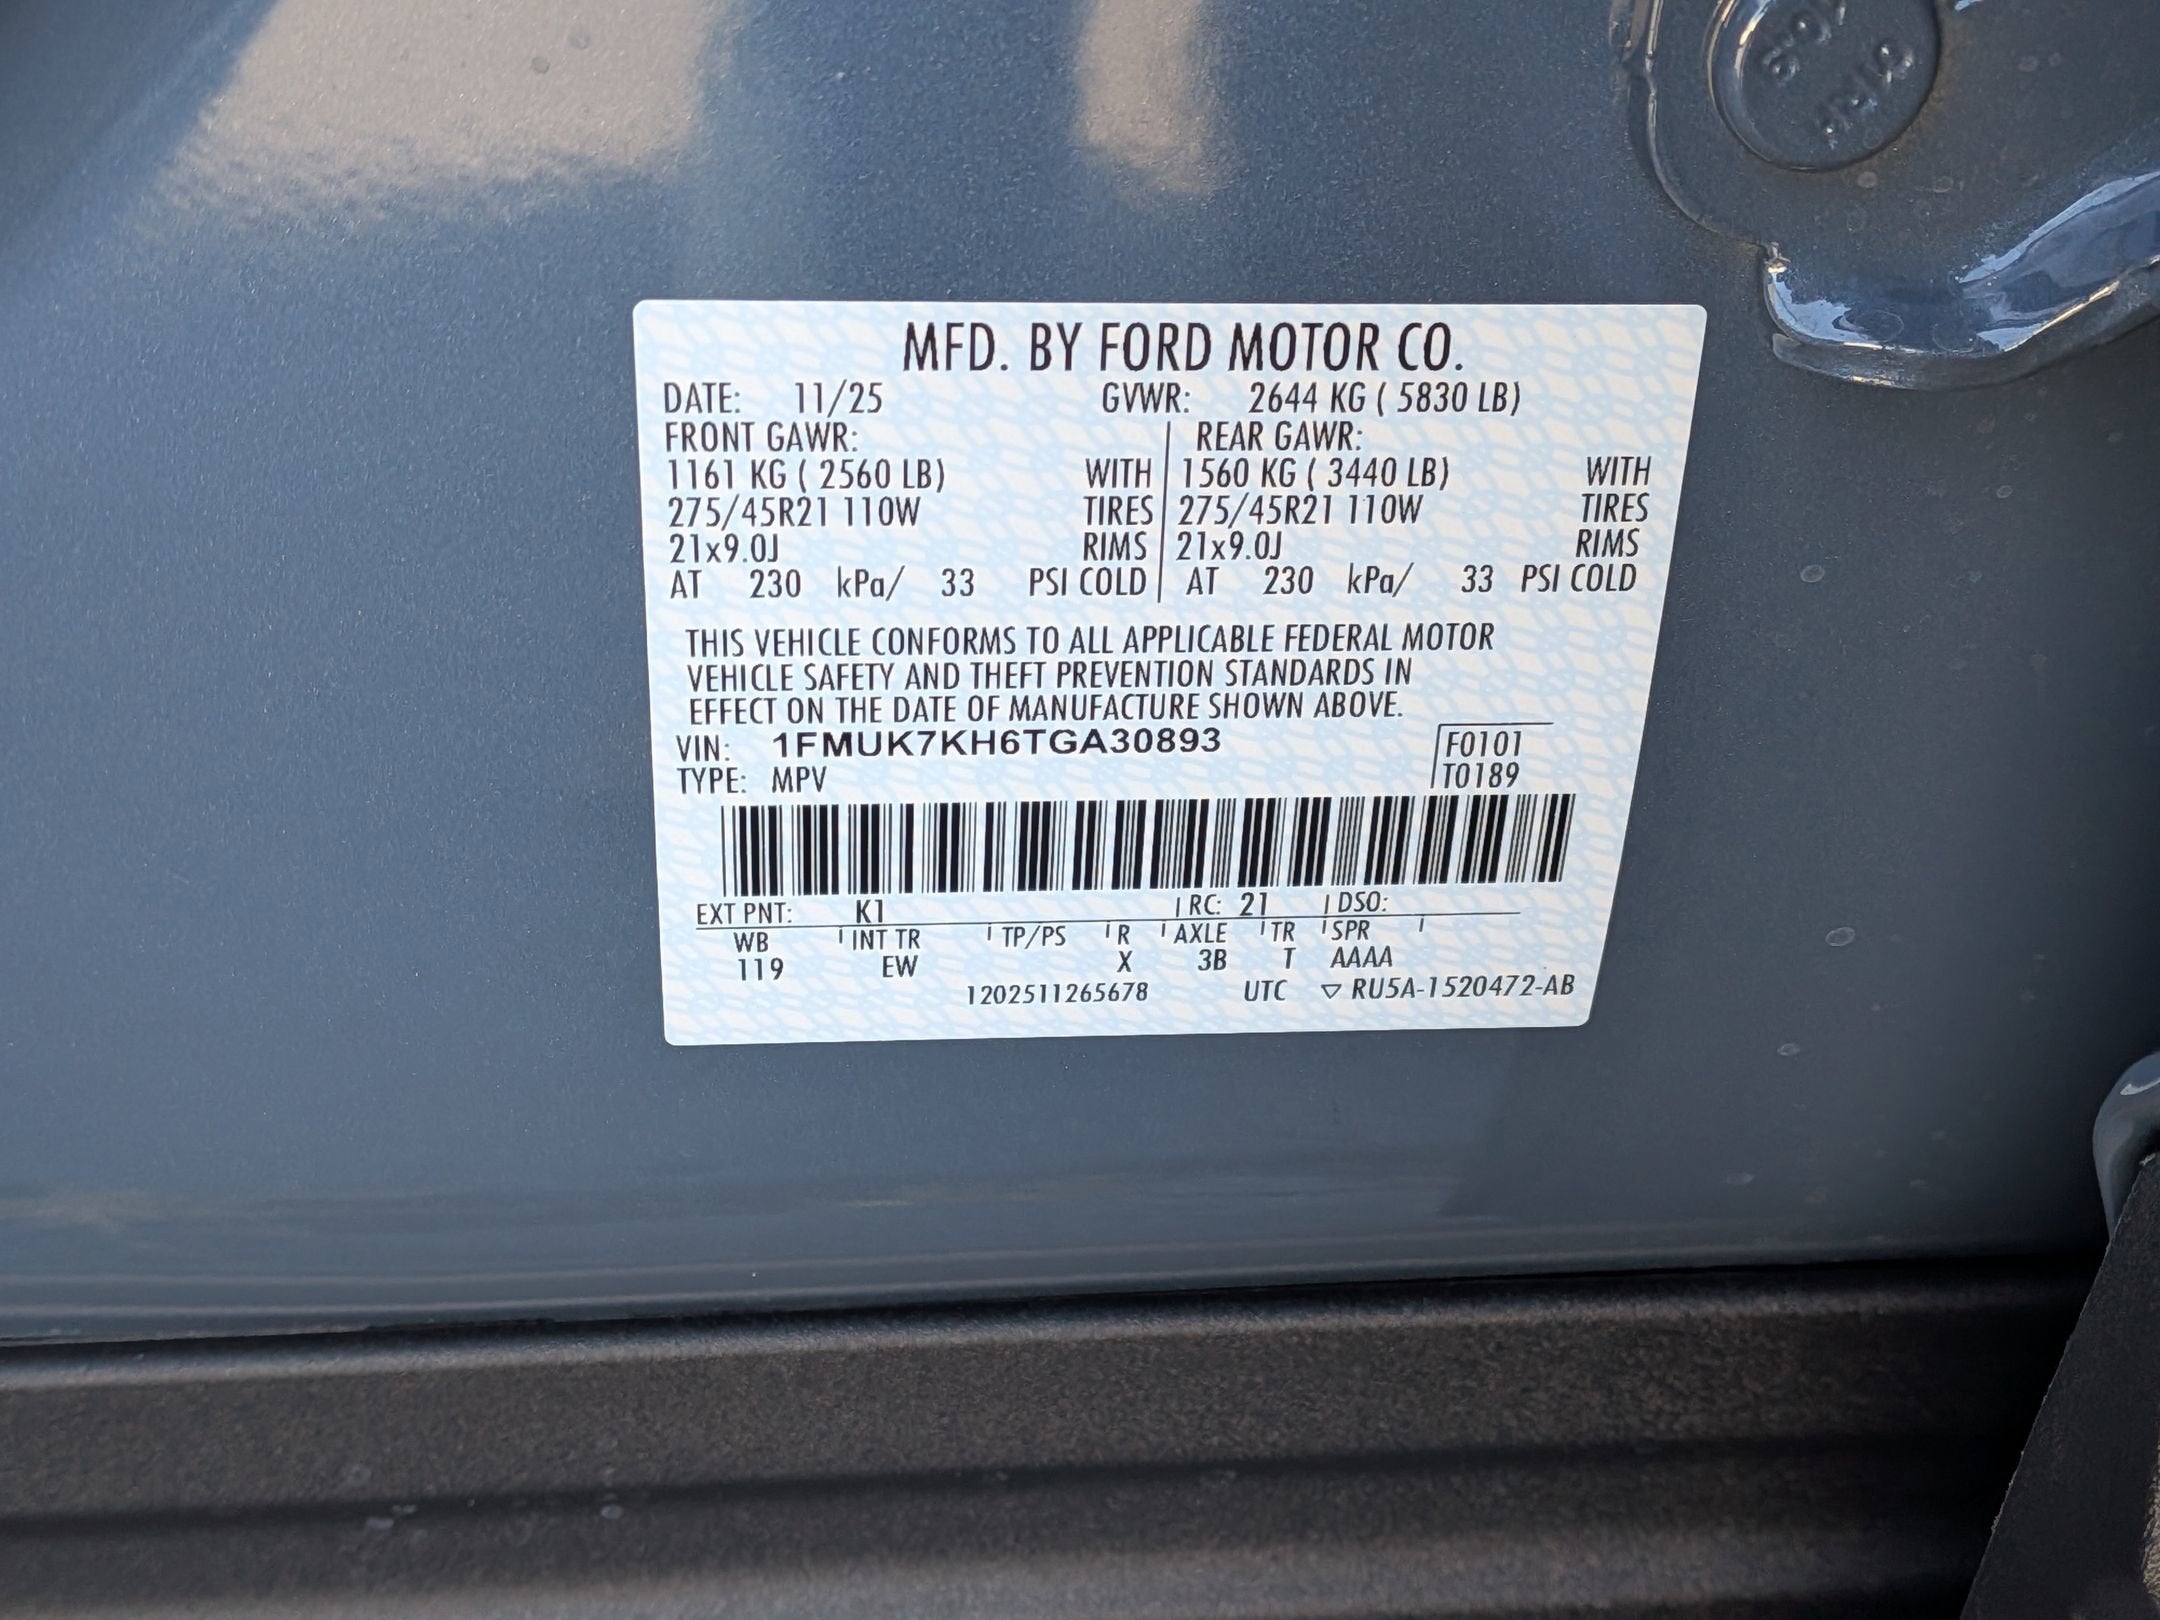 MFD. BY FORD MOTOR CO.
DATE: 11/25 GVWR: 2644 KG ( 5830 LB)
FRONT GAWR: REAR GAWR:
1161 KG ( 2560 LB) WITH 1560 KG ( 3440 LB) WITH
275/45R21 110W TIRES 275/45R21 110W TIRES
21x9.0J RIMS 21x9.0J RIMS
AT 230 kPa/ 33 PSI COLD AT 230 kPa/ 33 PSI COLD
THIS VEHICLE CONFORMS TO ALL APPLICABLE FEDERAL MOTOR
VEHICLE SAFETY AND THEFT PREVENTION STANDARDS IN
EFFECT ON THE DATE OF MANUFACTURE SHOWN ABOVE.
VIN: 1FMUK7KH6TGA30893 F0101
TYPE: MPV T0189
EXT PNT: K1 RC: 21 DSO:
WB INT TR TP/PS R AXLE TR SPR
119 EW X 3B T AAAA
1202511265678 UTC ▽ RU5A-1520472-AB